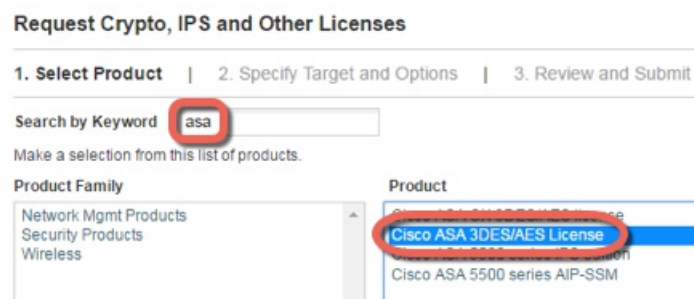 Request Crypto, IPS and Other Licenses
1. Select Product | 2. Specify Target and Options | 3. Review and Submit
Search by Keyword asa
Make a selection from this list of products.
Product Family
Product
Network Mgmt Products
Security Products
Wireless
Cisco ASA 3DES/AES License
Cisco ASA 5500 series AIP-SSM